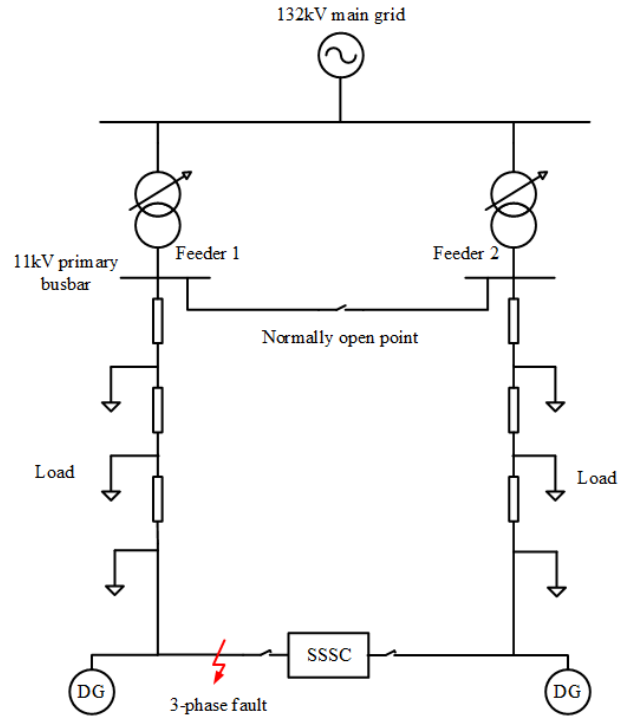 132kV main grid
Feeder 1
Feeder 2
11kV primary
busbar
Normally open point
Load
Load
SSSC
DG
DG
3-phase fault